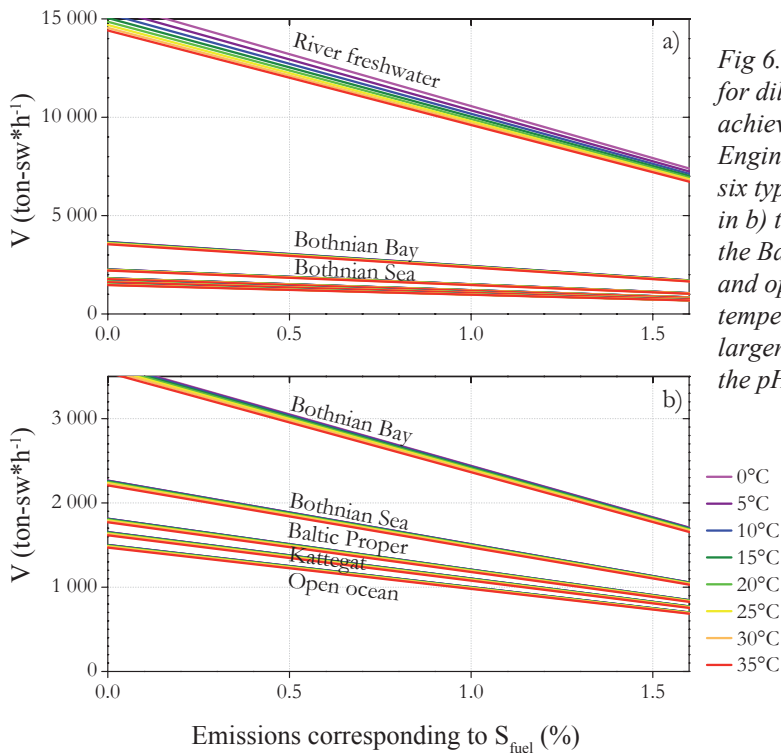 15 000
10 000
5 000
0
V (ton-sw*h-1)
River freshwater
a)
Bothnian Bay
Bothnian Sea
0.0
0.5
1.0
1.5
3 000
2 000
1 000
0
V (ton-sw*h-1)
b)
Bothnian Bay
Bothnian Sea
Baltic Proper
Kattegat
Open ocean
0.0
0.5
1.0
1.5
Emissions corresponding to Sfuel (%)
Fig 6.
for dil
achiev
Engin
six typ
in b) t
the Ba
and op
tempe
larger
the pH
0°C
5°C
10°C
15°C
20°C
25°C
30°C
35°C